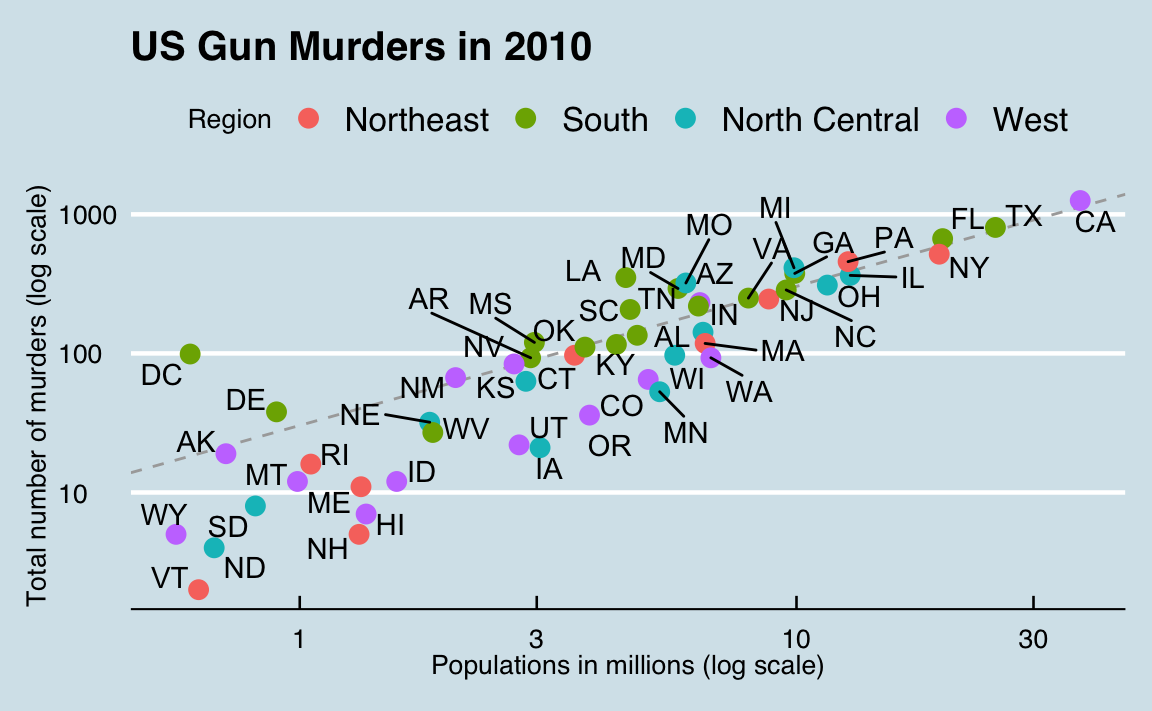 US Gun Murders in 2010
Region Northeast South North Central West
Total number of murders (log scale)
1000
100
10
MI
MO
FL TX
CA
VA GA PA
MD
LA AZ IL NY
AR MS TN OH
SC IN NJ
OK NC
NV AL MA
DC KY
NM KS CT WI WA
DE CO
NE WV MN
UT
AK OR
RI
MT ID IA
ME
WY SD HI
NH
ND
VT
1 3 10 30
Populations in millions (log scale)